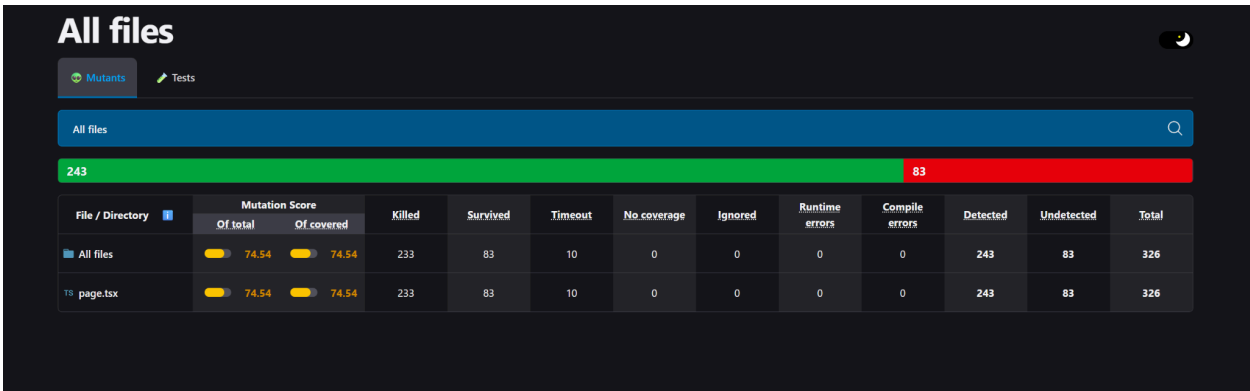 All files
Mutants Tests
All files
243 83
File / Directory Mutation Score Killed Survived Timeout No coverage Ignored Runtime errors Compile errors Detected Undetected Total
Of total Of covered
All files 74.54 74.54 233 83 10 0 0 0 0 243 83 326
TS page.tsx 74.54 74.54 233 83 10 0 0 0 0 243 83 326